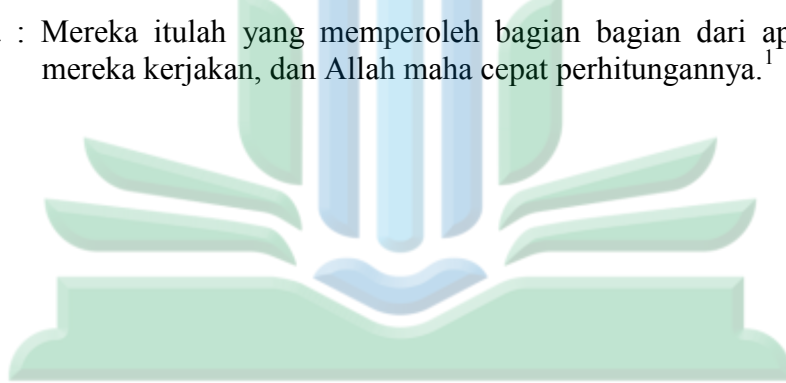 : Mereka itulah yang memperoleh bagian bagian dari
mereka kerjakan, dan Allah maha cepat perhitungannya.1